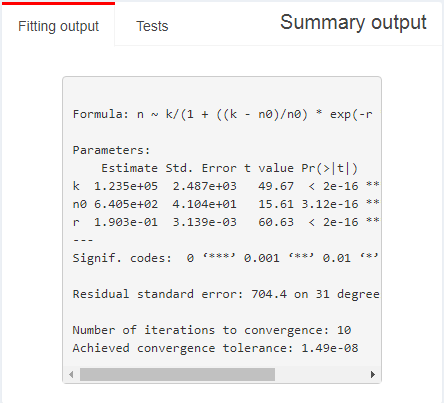 Fitting output
Tests
Summary output
Formula: n ~ k/(1 + ((k - n0)/n0) * exp(-r
Parameters:
Estimate Std. Error t value Pr(>|t|)
k 1.235e+05 2.487e+03 49.67 < 2e-16 **
n0 6.405e+02 4.104e+01 15.61 3.12e-16 **
r 1.903e-01 3.139e-03 60.63 < 2e-16 **
---
Signif. codes: 0 ‘***’ 0.001 ‘**’ 0.01 ‘*’
Residual standard error: 704.4 on 31 degree
Number of iterations to convergence: 10
Achieved convergence tolerance: 1.49e-08